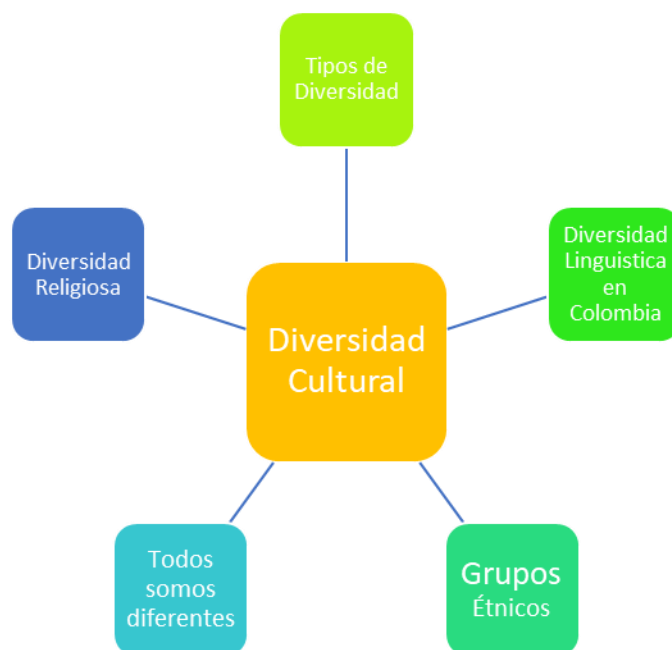 Tipos de
Diversidad
Diversidad
Religiosa
Diversidad
Linguistica
en
Colombia
Diversidad
Cultural
Todos
somos
diferentes
Grupos
Étnicos